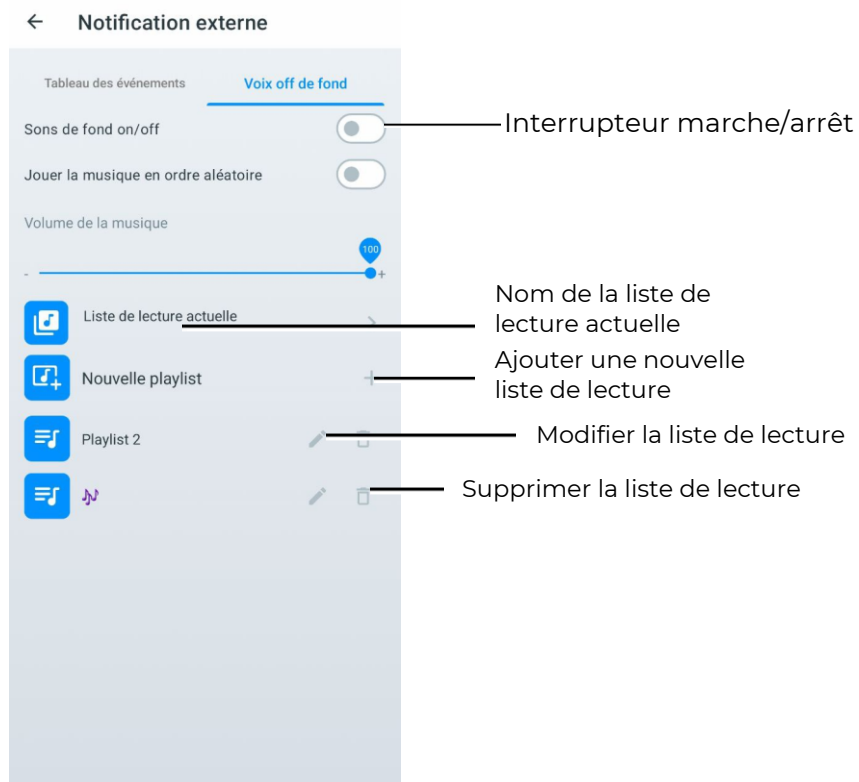 Notification externe
Tableau des événements
Voix off de fond
Sons de fond on/off
Interrupteur marche/arrêt
Jouer la musique en ordre aléatoire
Volume de la musique
100
- +
Liste de lecture actuelle
Nom de la liste de
lecture actuelle
Nouvelle playlist
Ajouter une nouvelle
liste de lecture
Playlist 2
Modifier la liste de lecture
Supprimer la liste de lecture